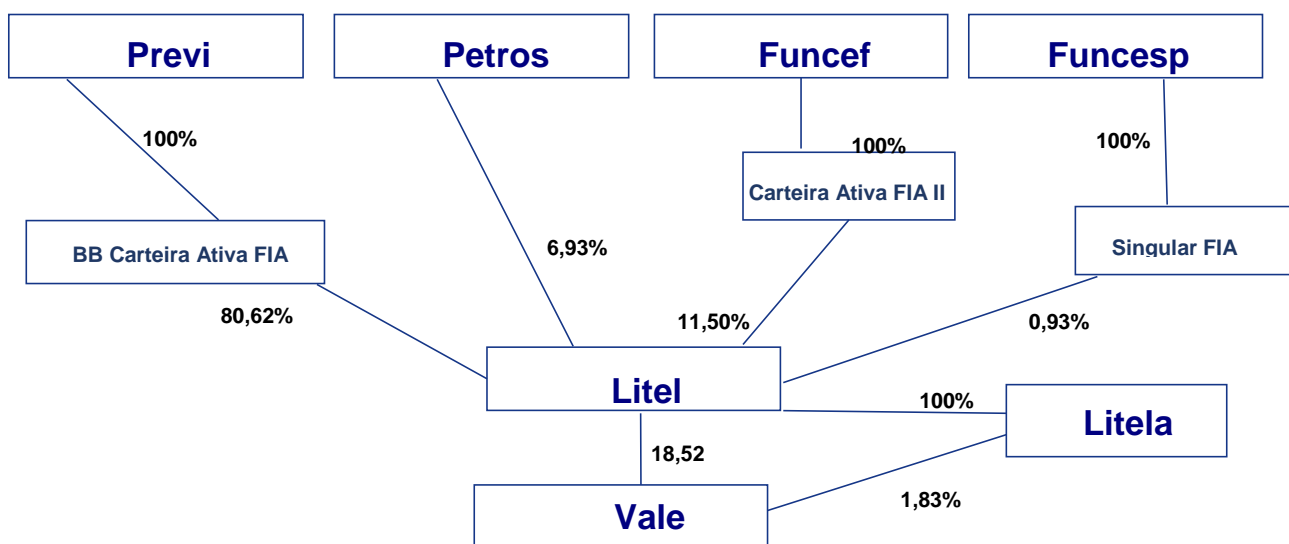 Previ
Petros
Funcef
Funcesp
100%
100%
100%
Carteira Ativa FIA II
BB Carteira Ativa FIA
6,93%
Singular FIA
80,62%
11,50%
0,93%
Litel
100%
Litela
18,52
1,83%
Vale